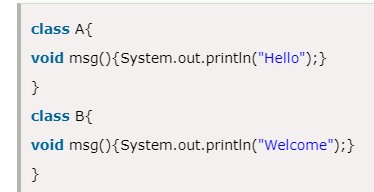 class A{
void msg(){System.out.println("Hello");}
}
class B{
void msg(){System.out.println("Welcome");}
}